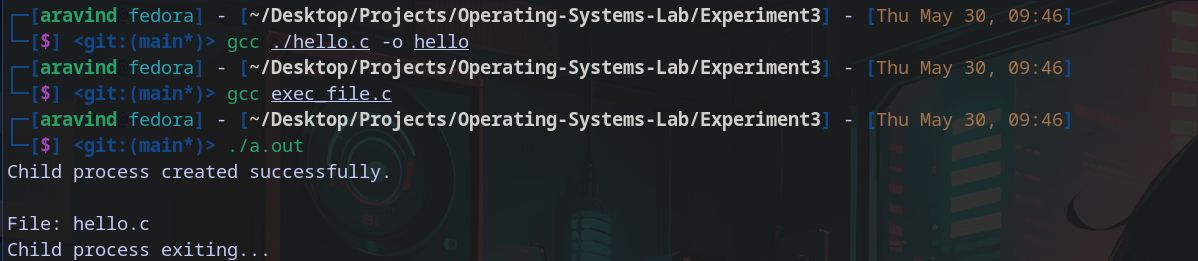 ┌─[aravind fedora] - [~/Desktop/Projects/Operating-Systems-Lab/Experiment3] - [Thu May 30, 09:46]
└─[$] <git:(main*)> gcc ./hello.c -o hello
┌─[aravind fedora] - [~/Desktop/Projects/Operating-Systems-Lab/Experiment3] - [Thu May 30, 09:46]
└─[$] <git:(main*)> gcc exec_file.c
┌─[aravind fedora] - [~/Desktop/Projects/Operating-Systems-Lab/Experiment3] - [Thu May 30, 09:46]
└─[$] <git:(main*)> ./a.out
Child process created successfully.
File: hello.c
Child process exiting...